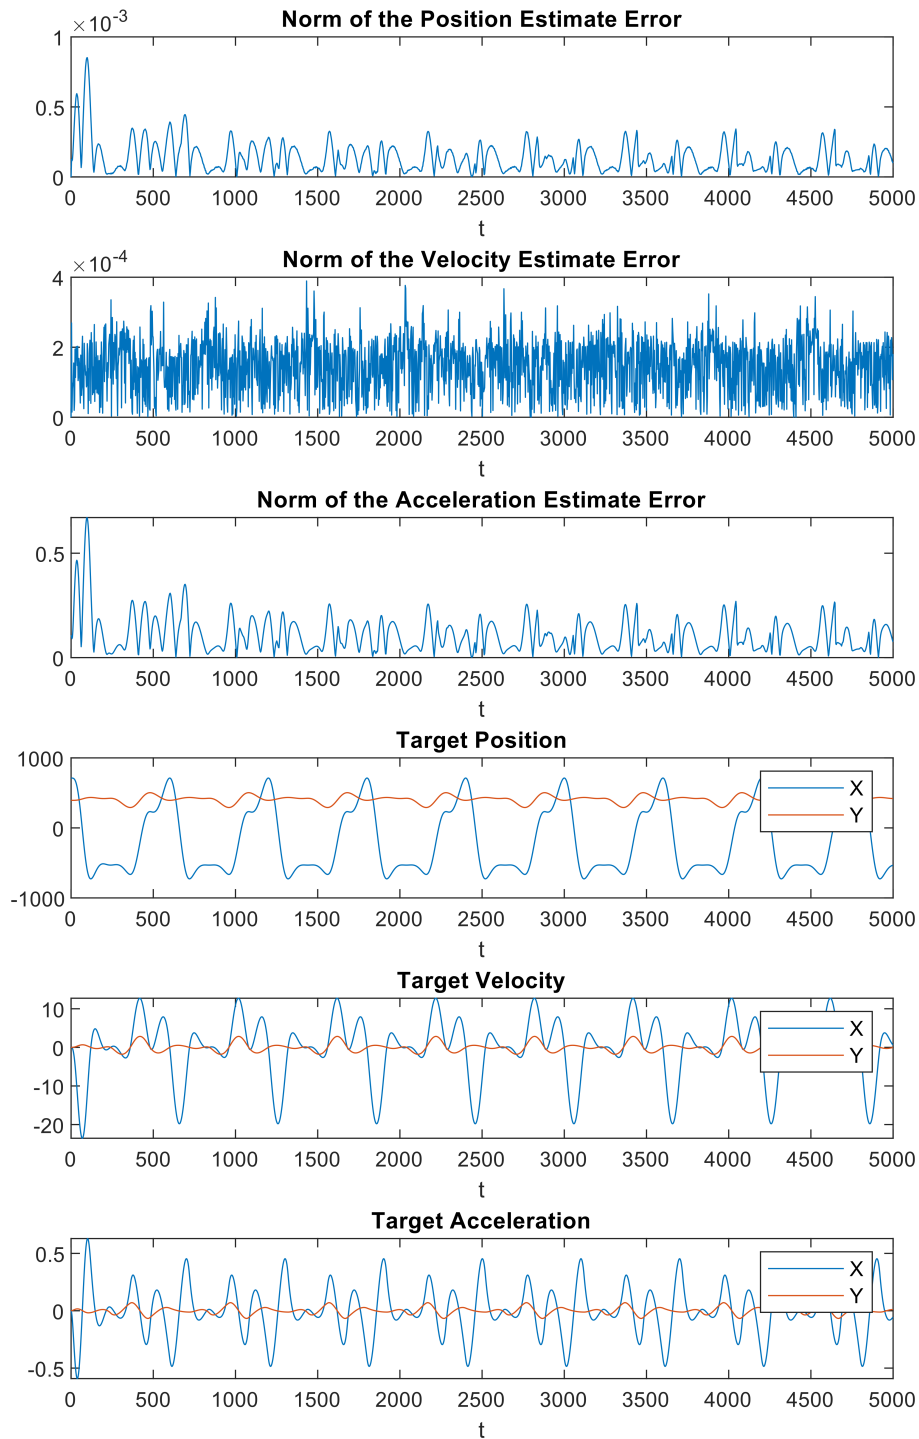 ×10^-3
Norm of the Position Estimate Error
1
0.5
0
0 500 1000 1500 2000 2500 3000 3500 4000 4500 5000
t
×10^-4
Norm of the Velocity Estimate Error
4
2
0
0 500 1000 1500 2000 2500 3000 3500 4000 4500 5000
t
Norm of the Acceleration Estimate Error
0.5
0
0 500 1000 1500 2000 2500 3000 3500 4000 4500 5000
t
Target Position
1000
X
Y
0
-1000
0 500 1000 1500 2000 2500 3000 3500 4000 4500 5000
t
Target Velocity
10
X
Y
0
-10
-20
0 500 1000 1500 2000 2500 3000 3500 4000 4500 5000
t
Target Acceleration
0.5
X
Y
0
-0.5
0 500 1000 1500 2000 2500 3000 3500 4000 4500 5000
t